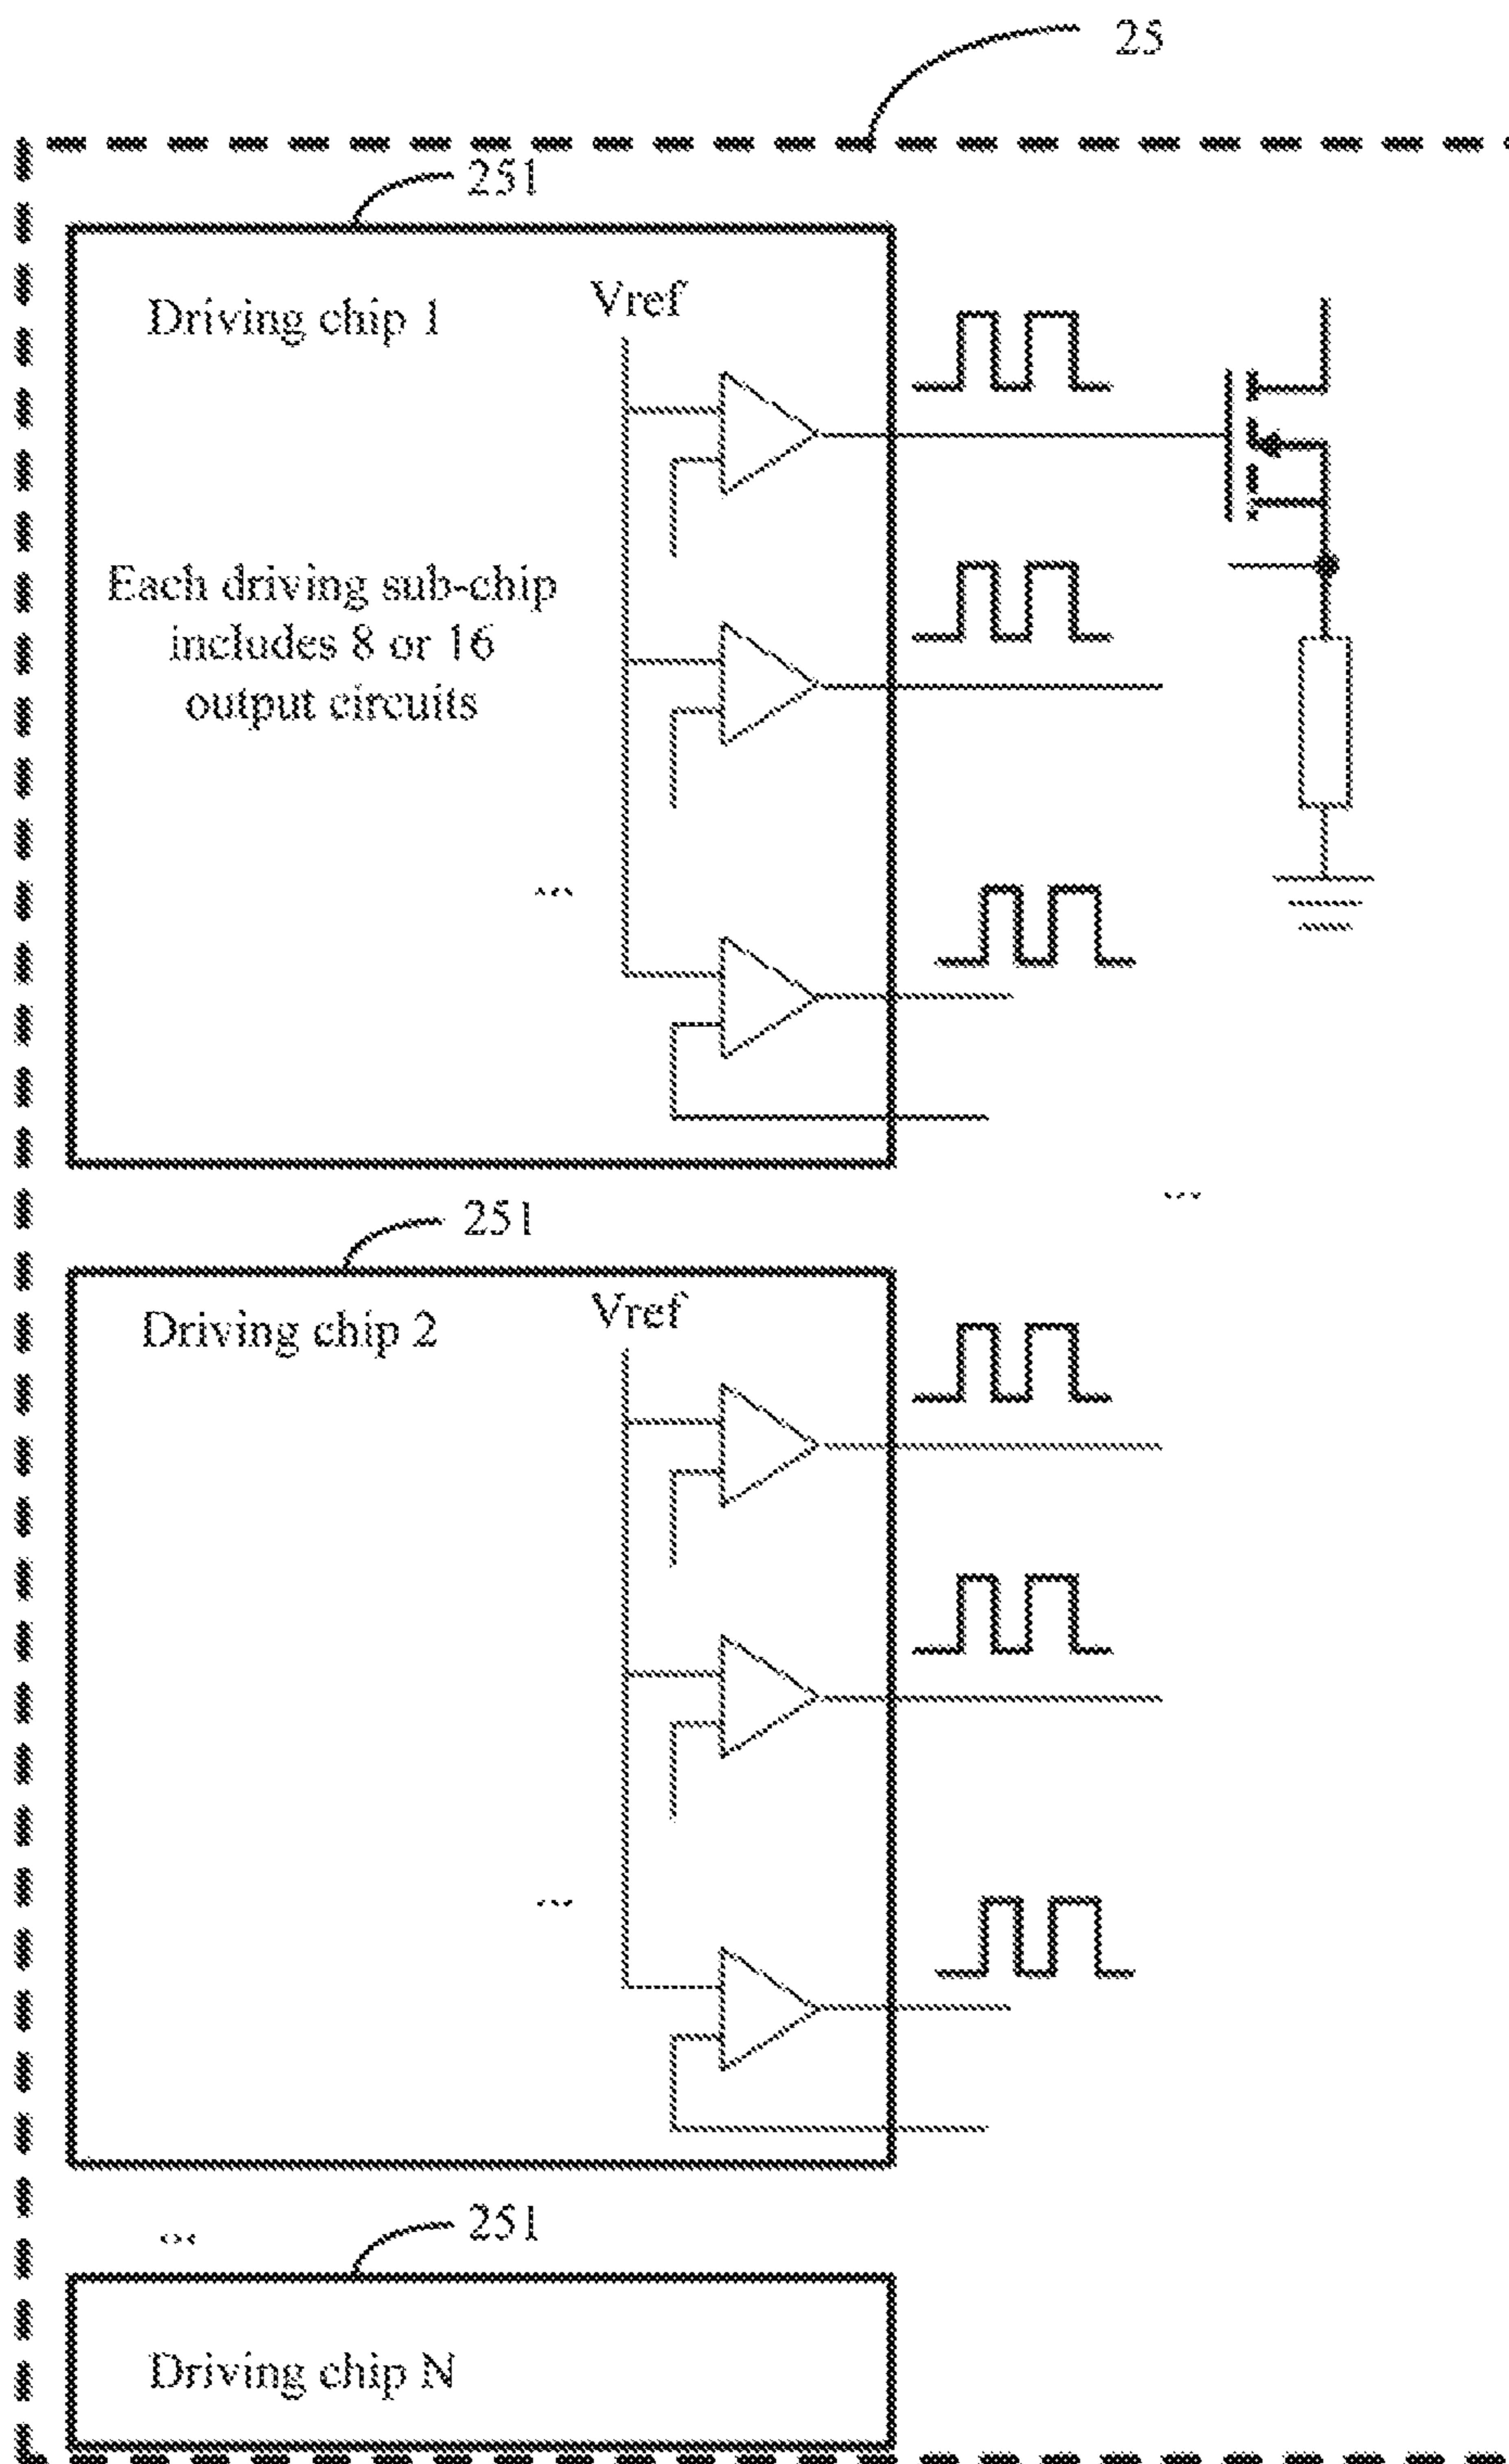 25
251
Driving chip 1
Vref
Each driving sub-chip
includes 8 or 16
output circuits
...
...
251
Driving chip 2
Vref
...
...
251
Driving chip N